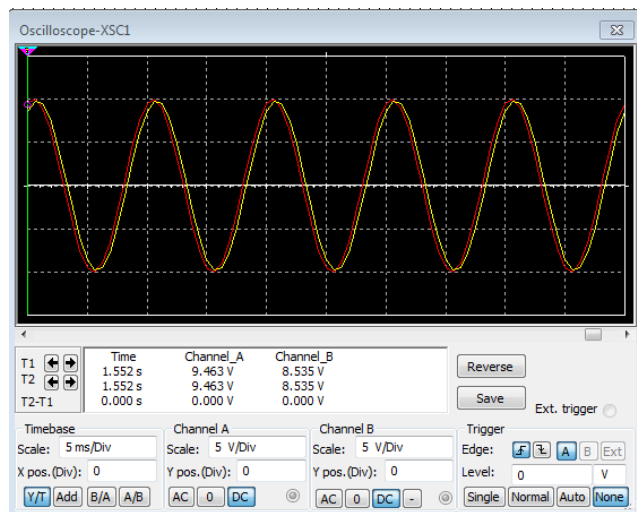 Oscilloscope-XSC1
T1
T2
T2-T1
Time Channel_A Channel_B
1.552 s 9.463 V 8.535 V
1.552 s 9.463 V 8.535 V
0.000 s 0.000 V 0.000 V
Reverse
Save
Ext. trigger
Timebase
Scale: 5 ms/Div
X pos.(Div): 0
Y/T Add B/A A/B
Channel A
Scale: 5 V/Div
Y pos.(Div): 0
AC 0 DC
Channel B
Scale: 5 V/Div
Y pos.(Div): 0
AC 0 DC -
Trigger
Edge: A B Ext
Level: 0 V
Single Normal Auto None